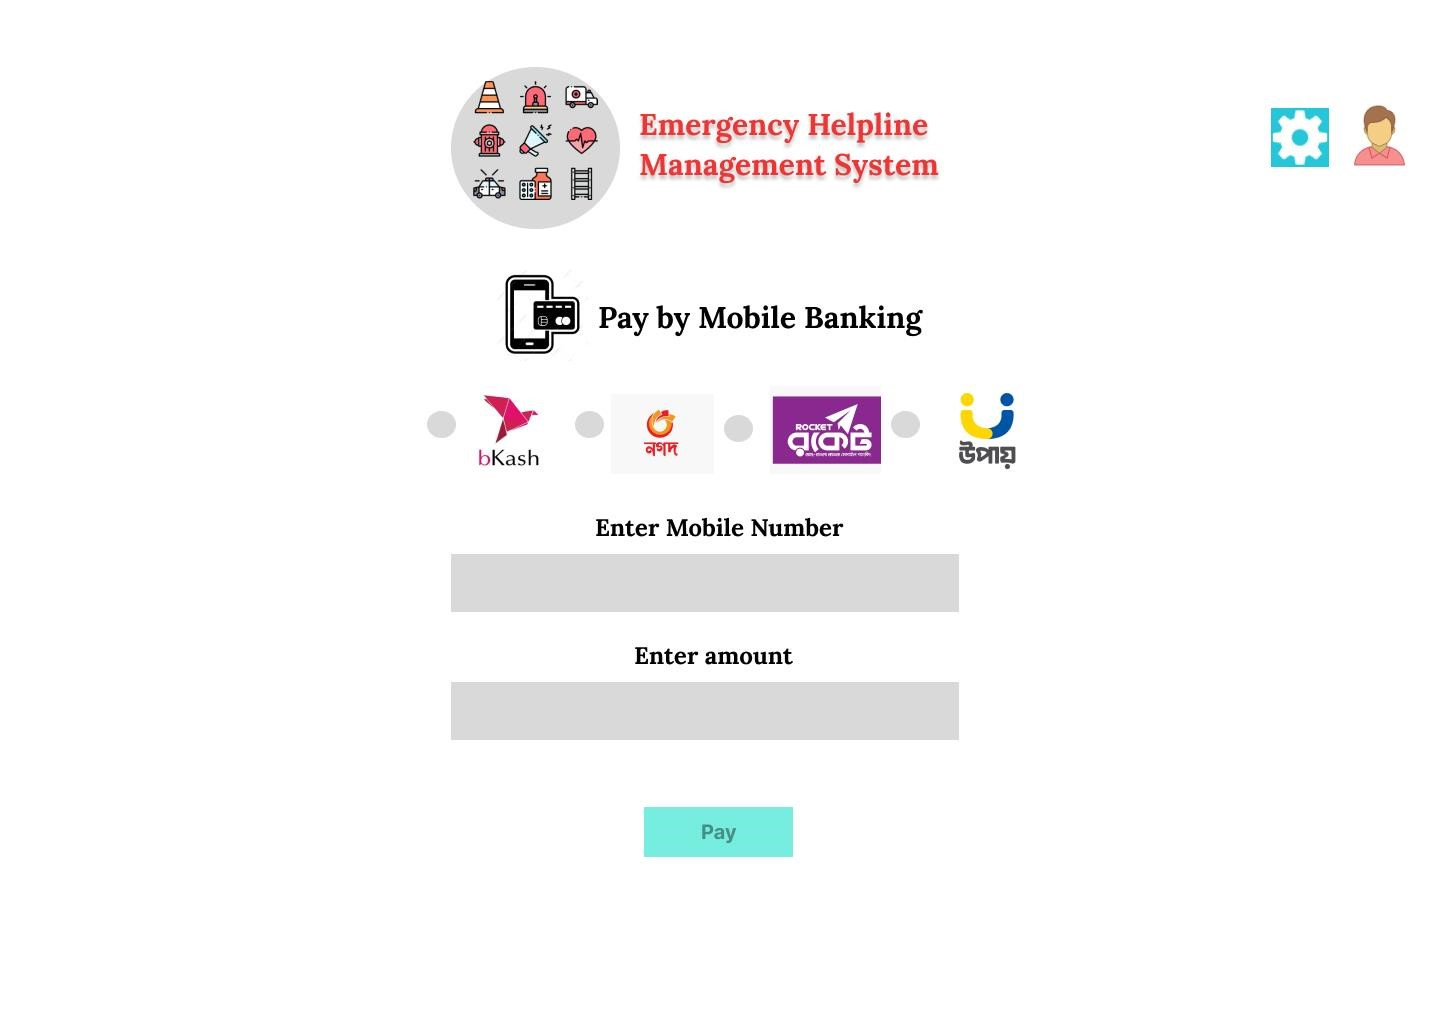 Emergency Helpline
Management System
Pay by Mobile Banking
bKash
নগদ
ROCKET
রকেট
উপায়
Enter Mobile Number
Enter amount
Pay